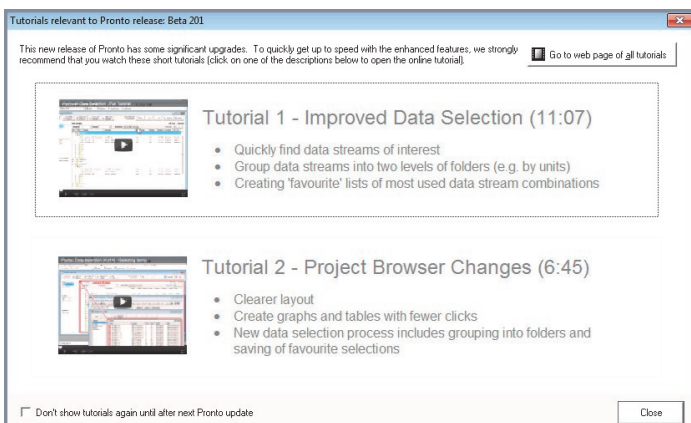 Tutorials relevant to Pronto release: Beta 201
This new release of Pronto has some significant upgrades. To quickly get up to speed with the enhanced features, we strongly
recommend that you watch these short tutorials (click on one of the descriptions below to open the online tutorial).
Go to web page of all tutorials
Tutorial 1 - Improved Data Selection (11:07)
• Quickly find data streams of interest
• Group data streams into two levels of folders (e.g. by units)
• Creating 'favourite' lists of most used data stream combinations
Tutorial 2 - Project Browser Changes (6:45)
• Clearer layout
• Create graphs and tables with fewer clicks
• New data selection process includes grouping into folders and
saving of favourite selections
Don't show tutorials again until after next Pronto update
Close